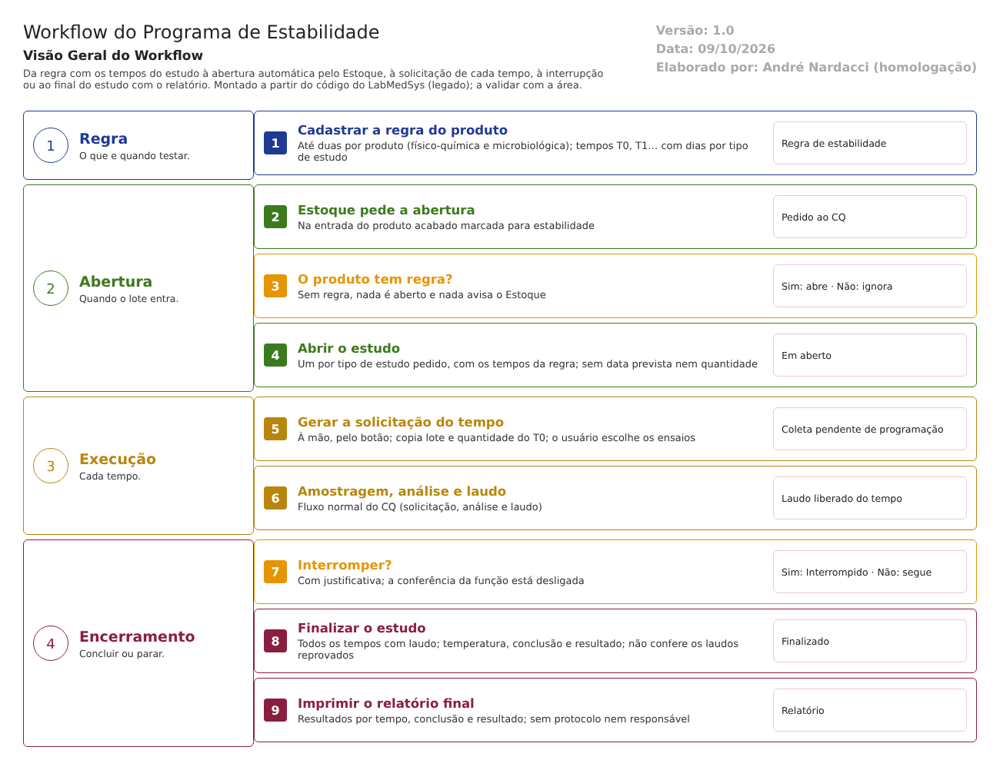 Workflow do Programa de Estabilidade
Visão Geral do Workflow
Da regra com os tempos do estudo à abertura automática pelo Estoque, à solicitação de cada tempo, à interrupção
ou ao final do estudo com o relatório. Montado a partir do código do LabMedSys (legado); a validar com a área.
Versão: 1.0
Data: 09/10/2026
Elaborado por: André Nardacci (homologação)
1
Regra
O que e quando testar.
1
Cadastrar a regra do produto
Até duas por produto (físico-química e microbiológica); tempos T0, T1... com dias por tipo
de estudo
Regra de estabilidade
2
Abertura
Quando o lote entra.
2
Estoque pede a abertura
Na entrada do produto acabado marcada para estabilidade
Pedido ao CQ
3
O produto tem regra?
Sem regra, nada é aberto e nada avisa o Estoque
Sim: abre · Não: ignora
4
Abrir o estudo
Um por tipo de estudo pedido, com os tempos da regra; sem data prevista nem quantidade
Em aberto
3
Execução
Cada tempo.
5
Gerar a solicitação do tempo
À mão, pelo botão; copia lote e quantidade do T0; o usuário escolhe os ensaios
Coleta pendente de programação
6
Amostragem, análise e laudo
Fluxo normal do CQ (solicitação, análise e laudo)
Laudo liberado do tempo
4
Encerramento
Concluir ou parar.
7
Interromper?
Com justificativa; a conferência da função está desligada
Sim: Interrompido · Não: segue
8
Finalizar o estudo
Todos os tempos com laudo; temperatura, conclusão e resultado; não confere os laudos
reprovados
Finalizado
9
Imprimir o relatório final
Resultados por tempo, conclusão e resultado; sem protocolo nem responsável
Relatório